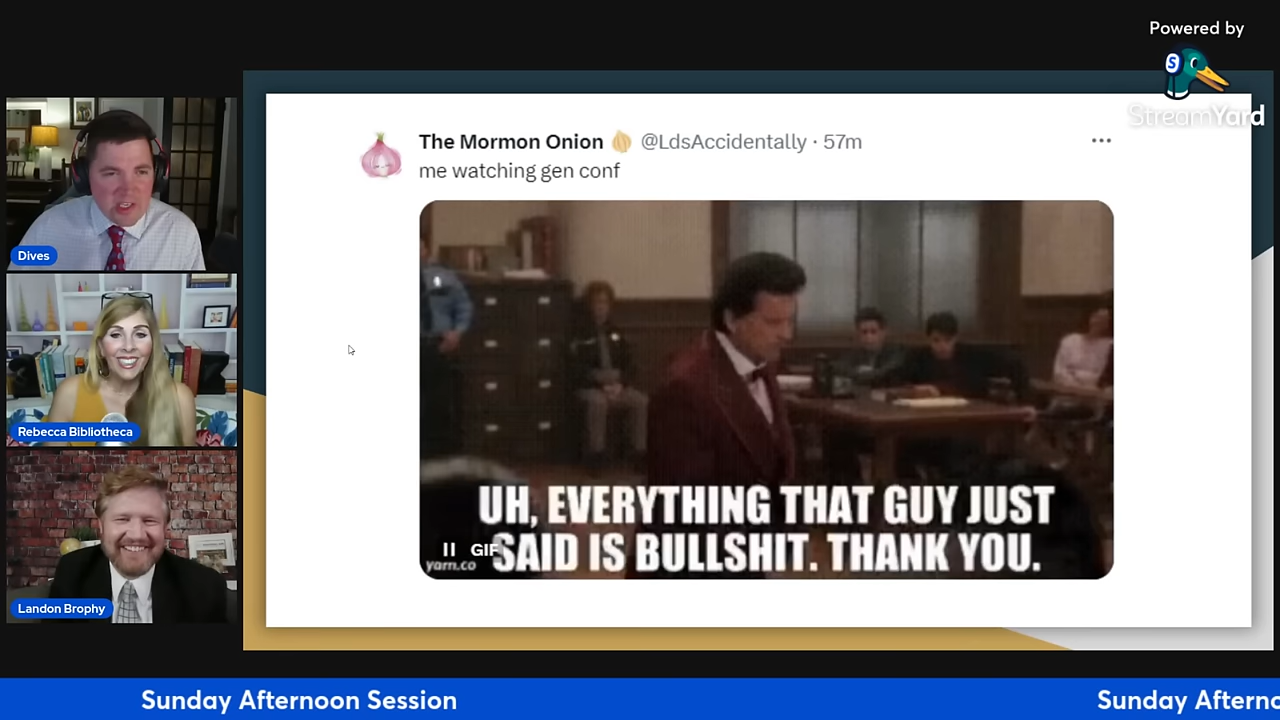 Powered by
S
StreamYard
The Mormon Onion @LdsAccidentally · 57m
me watching gen conf
UH, EVERYTHING THAT GUY JUST
SAID IS BULLSHIT. THANK YOU.
GIF
yarn.co
Dives
Rebecca Bibliotheca
Landon Brophy
Sunday Afternoon Session
Sunday Afterno